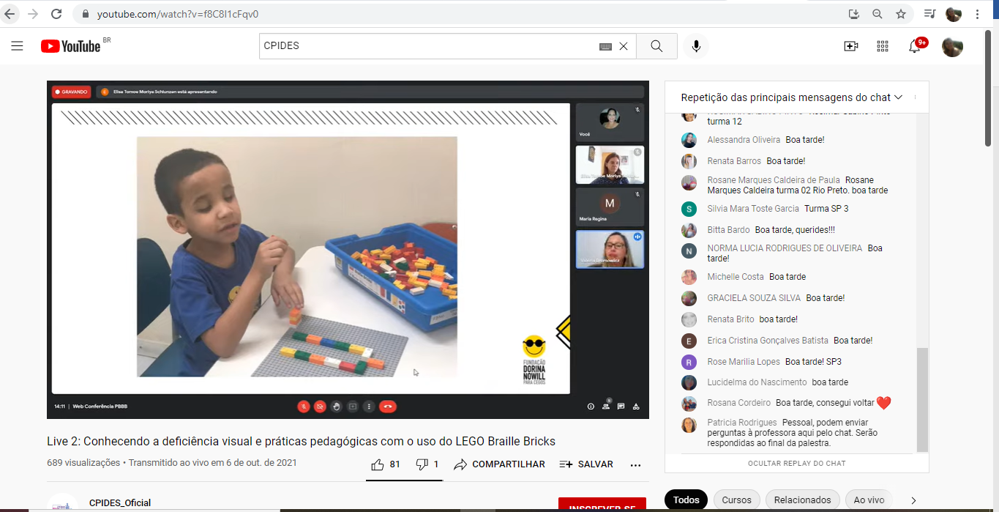 youtube.com/watch?v=f8C8I1cFqv0
YouTube BR
CPIDES
9+
GRAVANDO
E Elisa Tomoe Moriya Schlunzen está apresentando
Você
M
Maria Regina
FUNDAÇÃO
DORINA
NOWILL
PARA CEGOS
14:11 | Web Conferência PBBB
Live 2: Conhecendo a deficiência visual e práticas pedagógicas com o uso do LEGO Braille Bricks
689 visualizações • Transmitido ao vivo em 6 de out. de 2021
81
1
COMPARTILHAR
SALVAR
CPIDES_Oficial
INSCREVER-SE
Repetição das principais mensagens do chat
turma 12
Alessandra Oliveira Boa tarde!
Renata Barros Boa tarde!
Rosane Marques Caldeira de Paula Rosane
Marques Caldeira turma 02 Rio Preto. boa tarde
S Silvia Mara Toste Garcia Turma SP 3
Bitta Bardo Boa tarde, querides!!!
N NORMA LUCIA RODRIGUES DE OLIVEIRA Boa
tarde!
Michelle Costa Boa tarde
GRACIELA SOUZA SILVA Boa tarde!
Renata Brito boa tarde!
E Erica Cristina Gonçalves Batista Boa tarde!
R Rose Marilia Lopes Boa tarde! SP3
Lucidelma do Nascimento boa tarde
Rosana Cordeiro Boa tarde, consegui voltar
Patricia Rodrigues Pessoal, podem enviar
perguntas à professora aqui pelo chat. Serão
respondidas ao final da palestra.
OCULTAR REPLAY DO CHAT
Todos
Cursos
Relacionados
Ao vivo